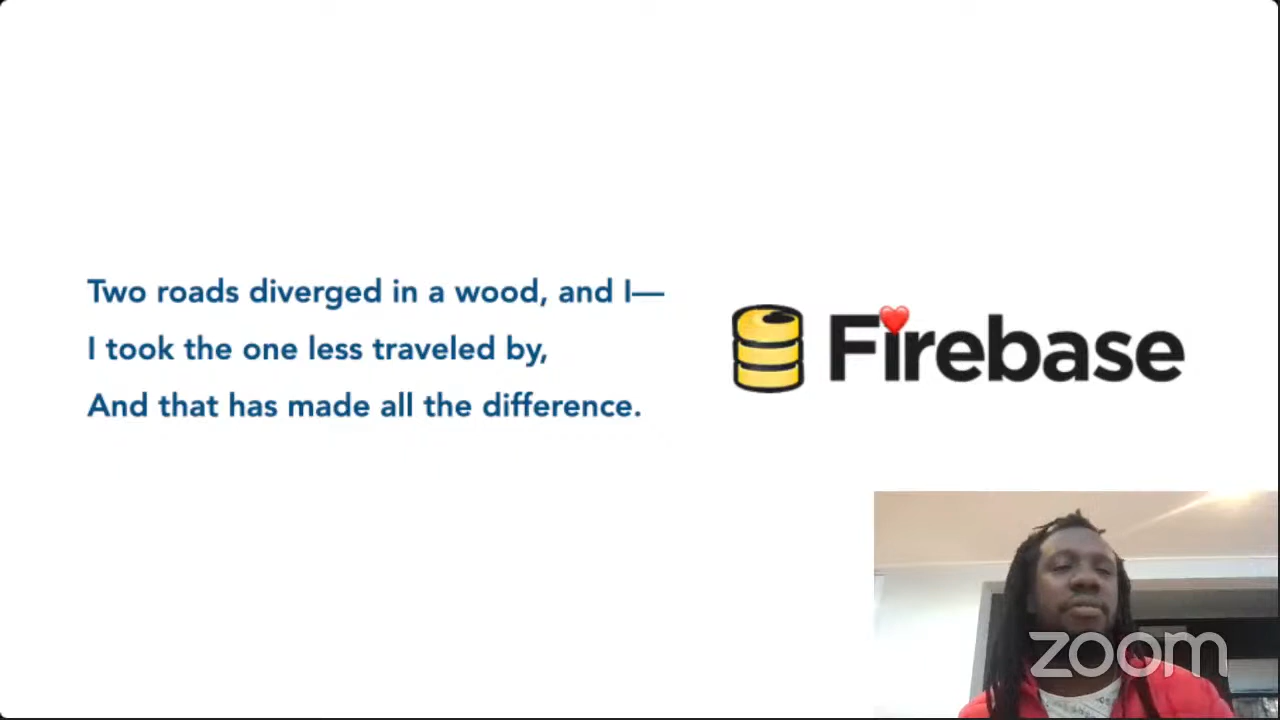 Two roads diverged in a wood, and I—
I took the one less traveled by,
And that has made all the difference.
Firebase
zoom